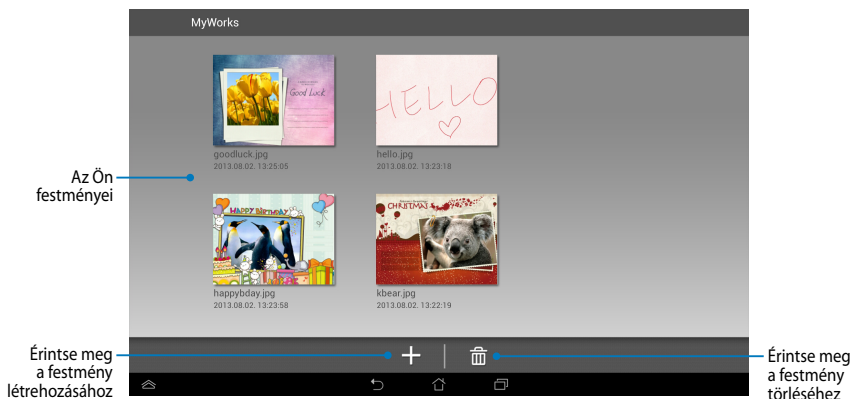 MyWorks
Good Luck
goodluck.jpg
2013.08.02. 13:25:05
HELLO
hello.jpg
2013.08.02. 13:23:18
Az Ön
festményei
HAPPY BIRTHDAY
happybday.jpg
2013.08.02. 13:23:58
CHRISTMAS
kbear.jpg
2013.08.02. 13:22:19
Érintse meg
a festmény
létrehozásához
Érintse meg
a festmény
törléséhez